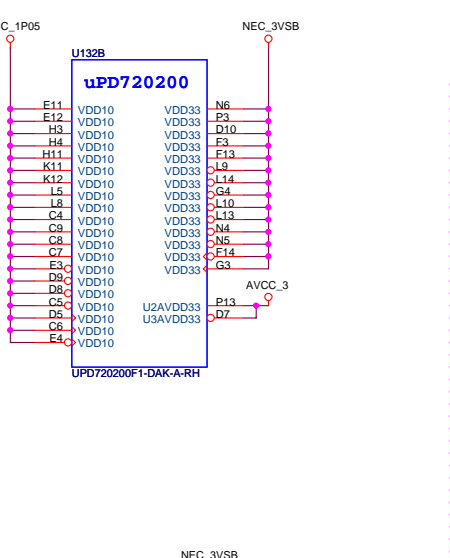 C_1P05
NEC_3VSB
U132B
uPD720200
E11 VDD10 VDD33 N6
E12 VDD10 VDD33 P3
H3 VDD10 VDD33 D10
H4 VDD10 VDD33 F3
H11 VDD10 VDD33 F13
K11 VDD10 VDD33 L9
K12 VDD10 VDD33 L14
L5 VDD10 VDD33 G4
L8 VDD10 VDD33 L10
C4 VDD10 VDD33 L13
C9 VDD10 VDD33 N4
C8 VDD10 VDD33 N5
C7 VDD10 VDD33 F14
E3 VDD10 VDD33 G3
D9 VDD10
AVCC_3
D8 VDD10
C5 VDD10 U2AVDD33 P13
D5 VDD10 U3AVDD33 D7
C6 VDD10
E4 VDD10
UPD720200F1-DAK-A-RH
NEC_3VSB